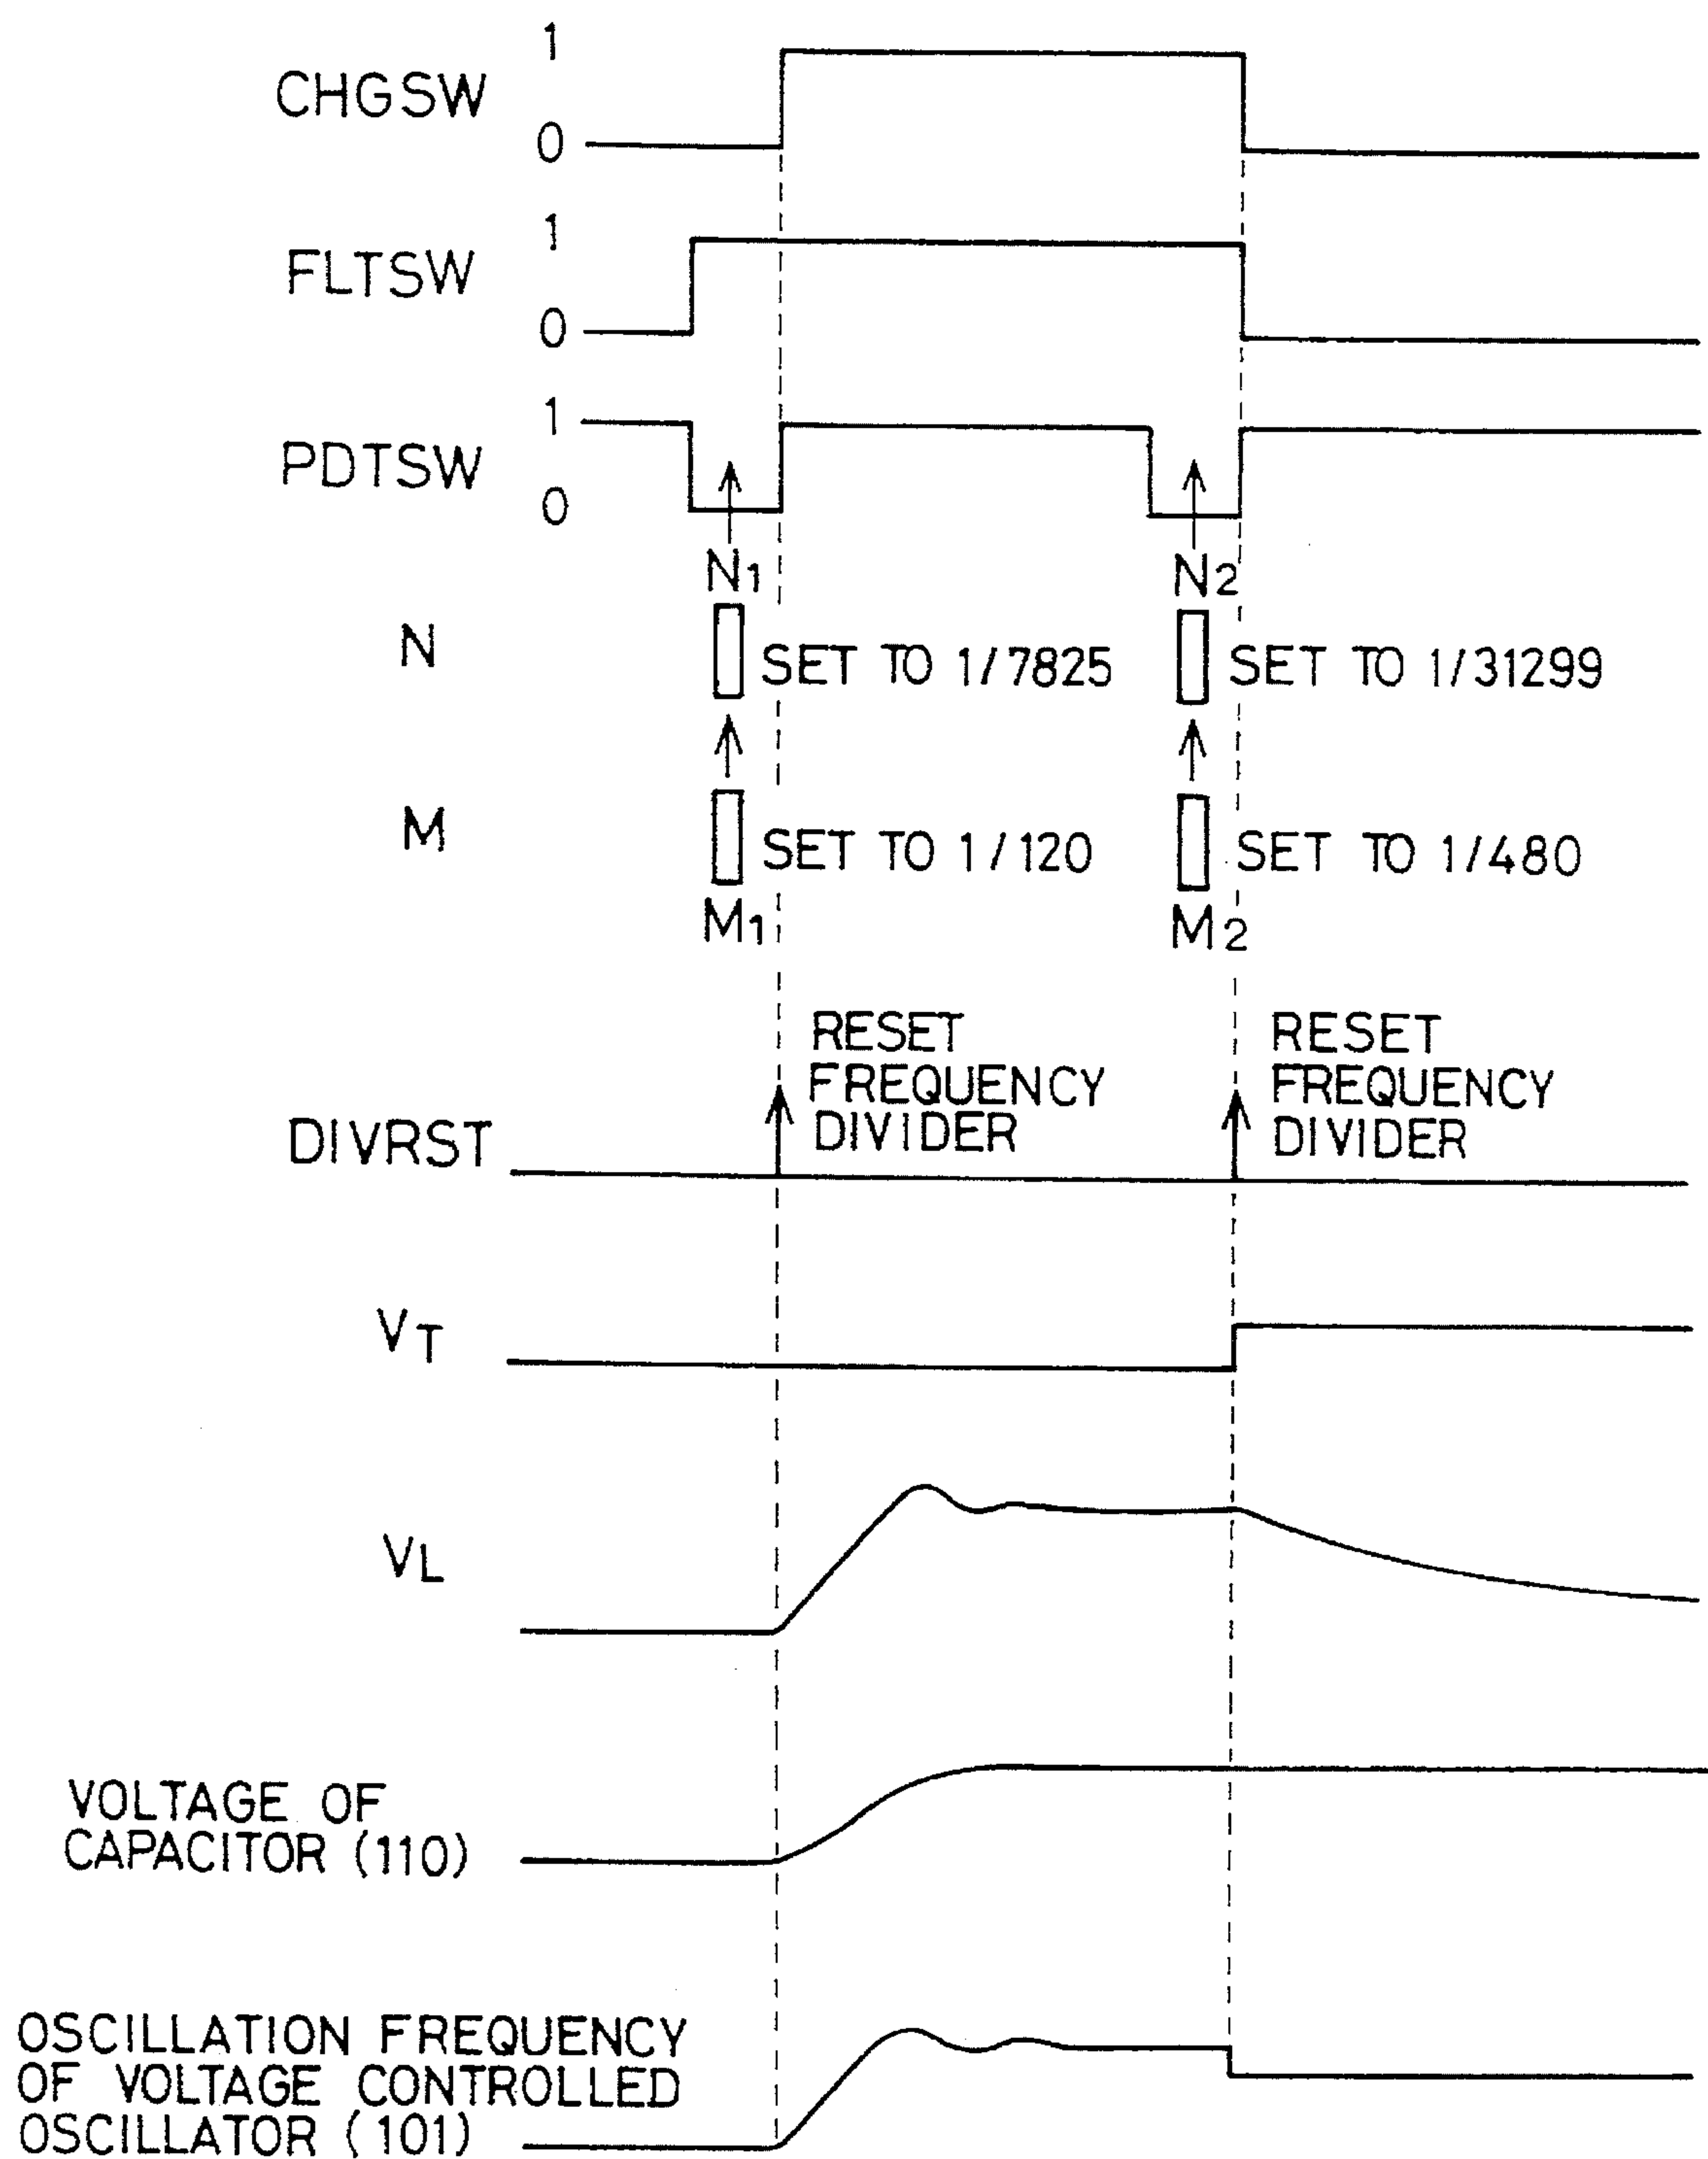 1
CHGSW
0
1
FLTSW
0
1
PDTSW
0
N1 N2
N SET TO 1/7825 SET TO 1/31299
M SET TO 1/120 SET TO 1/480
M1 M2
RESET
FREQUENCY
DIVIDER
RESET
FREQUENCY
DIVIDER
DIVRST
VT
VL
VOLTAGE OF
CAPACITOR (110)
OSCILLATION FREQUENCY
OF VOLTAGE CONTROLLED
OSCILLATOR (101)